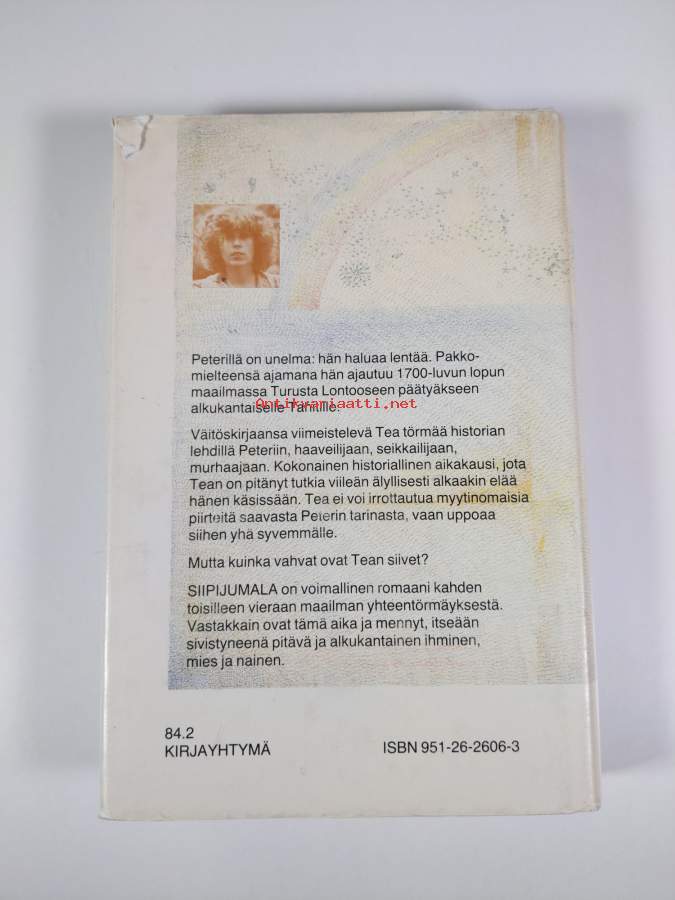 Peterillä on unelma: hän haluaa lentää. Pakko-
mielteensä ajamana hän ajautuu 1700-luvun lopun
maailmassa Turusta Lontooseen päätyäkseen
alkukantaiselle Tahitille.
Antikvariaatti.net
Väitöskirjaansa viimeistelevä Tea törmää historian
lehdillä Peteriin, haaveilijaan, seikkailijaan,
murhaajaan. Kokonainen historiallinen aikakausi, jota
Tean on pitänyt tutkia viileän älyllisesti alkaakin elää
hänen käsissään. Tea ei voi irrottautua myytinomaisia
piirteitä saavasta Peterin tarinasta, vaan uppoaa
siihen yhä syvemmälle.
Mutta kuinka vahvat ovat Tean siivet?
SIIPIJUMALA on voimallinen romaani kahden
toisilleen vieraan maailman yhteentörmäyksestä.
Vastakkain ovat tämä aika ja mennyt, itseään
sivistyneenä pitävä ja alkukantainen ihminen,
mies ja nainen.
84.2
KIRJAYHTYMÄ
ISBN 951-26-2606-3